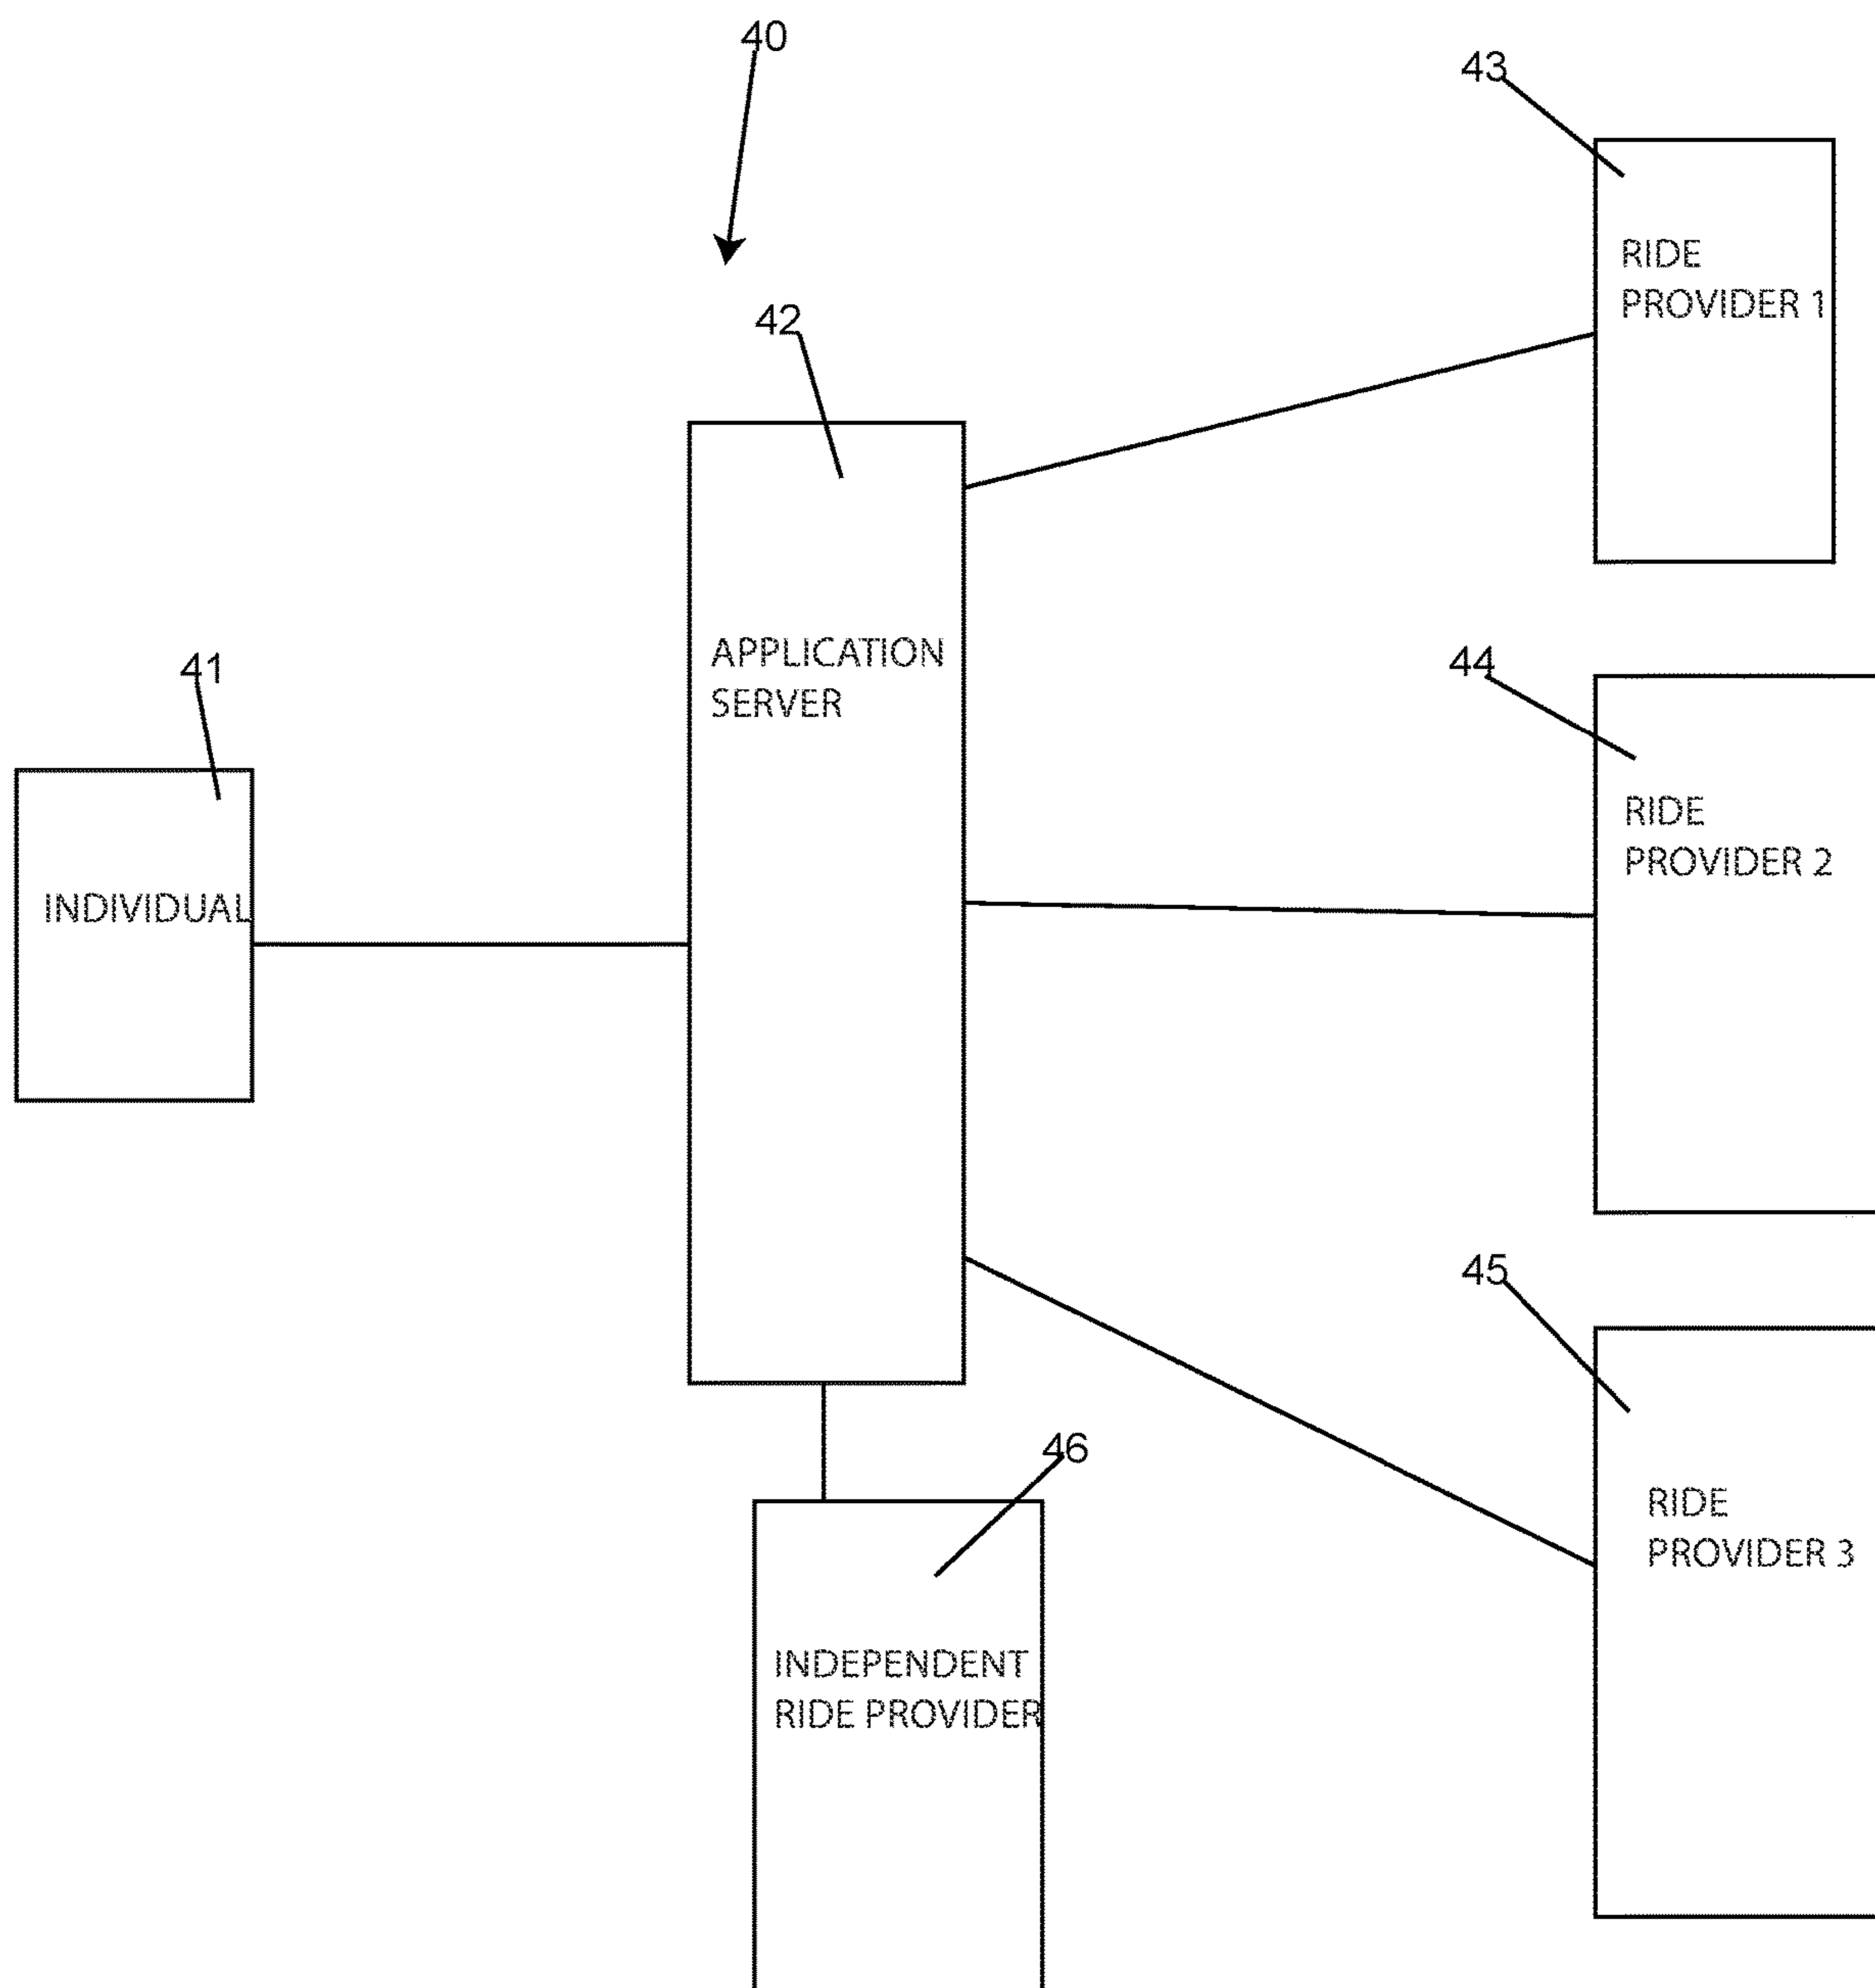 40
43
RIDE
PROVIDER 1
42
APPLICATION
SERVER
41
INDIVIDUAL
44
RIDE
PROVIDER 2
45
RIDE
PROVIDER 3
46
INDEPENDENT
RIDE PROVIDER